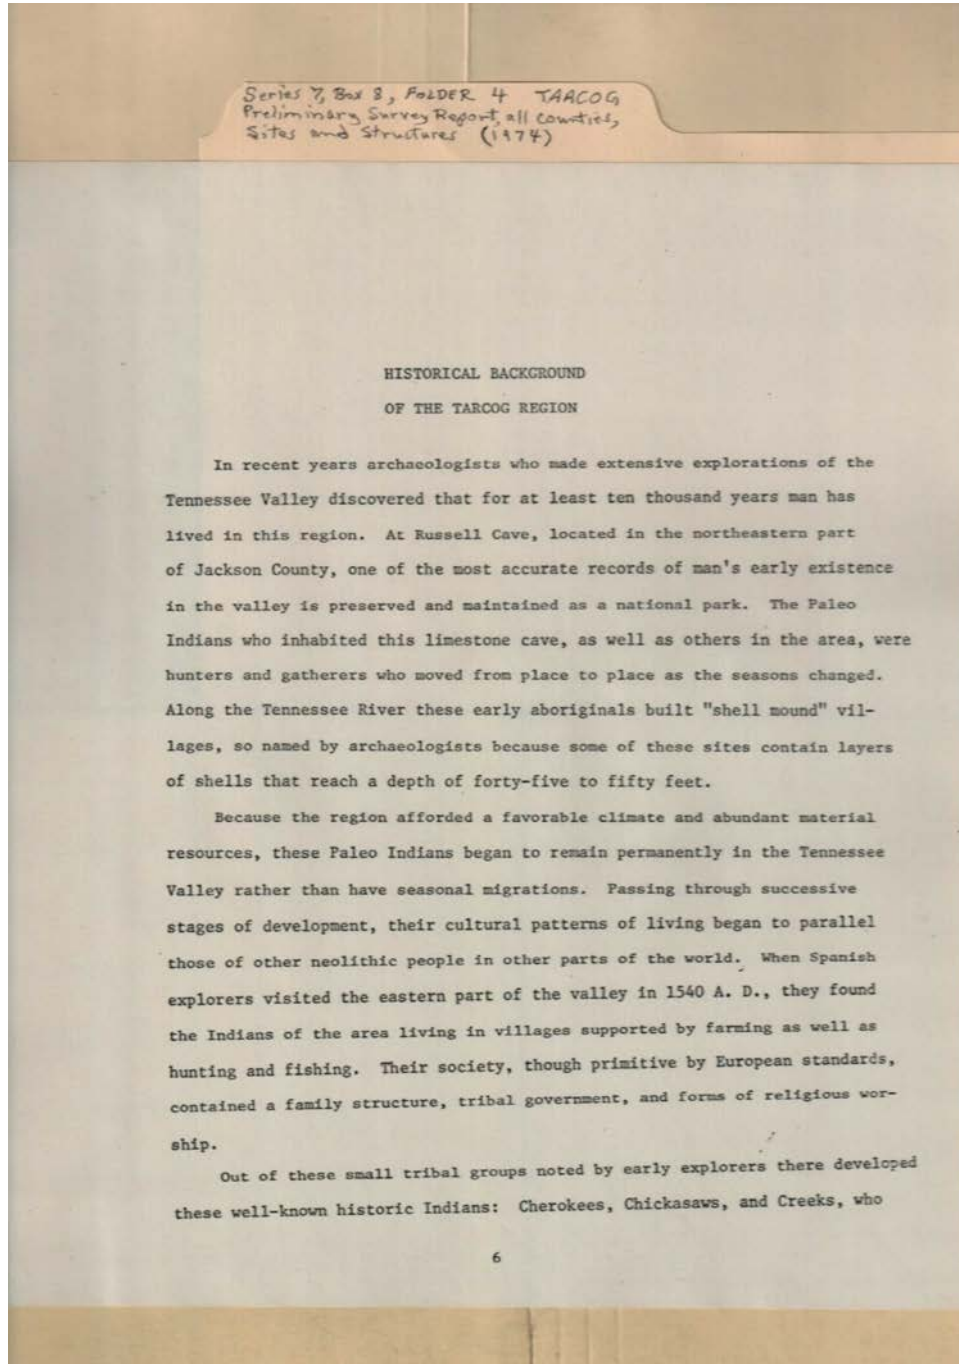 Series 7, Box 8, FOLDER 4 TAACOG
Preliminary Survey Report, all counties,
Sites and Structures (1974)
HISTORICAL BACKGROUND
OF THE TARCOG REGION
In recent years archaeologists who made extensive explorations of the
Tennessee Valley discovered that for at least ten thousand years man has
lived in this region. At Russell Cave, located in the northeastern part
of Jackson County, one of the most accurate records of man's early existence
in the valley is preserved and maintained as a national park. The Paleo
Indians who inhabited this limestone cave, as well as others in the area, were
hunters and gatherers who moved from place to place as the seasons changed.
Along the Tennessee River these early aboriginals built "shell mound" vil-
lages, so named by archaeologists because some of these sites contain layers
of shells that reach a depth of forty-five to fifty feet.
Because the region afforded a favorable climate and abundant material
resources, these Paleo Indians began to remain permanently in the Tennessee
Valley rather than have seasonal migrations. Passing through successive
stages of development, their cultural patterns of living began to parallel
those of other neolithic people in other parts of the world. When Spanish
explorers visited the eastern part of the valley in 1540 A. D., they found
the Indians of the area living in villages supported by farming as well as
hunting and fishing. Their society, though primitive by European standards,
contained a family structure, tribal government, and forms of religious wor-
ship.
Out of these small tribal groups noted by early explorers there developed
these well-known historic Indians: Cherokees, Chickasaws, and Creeks, who
6